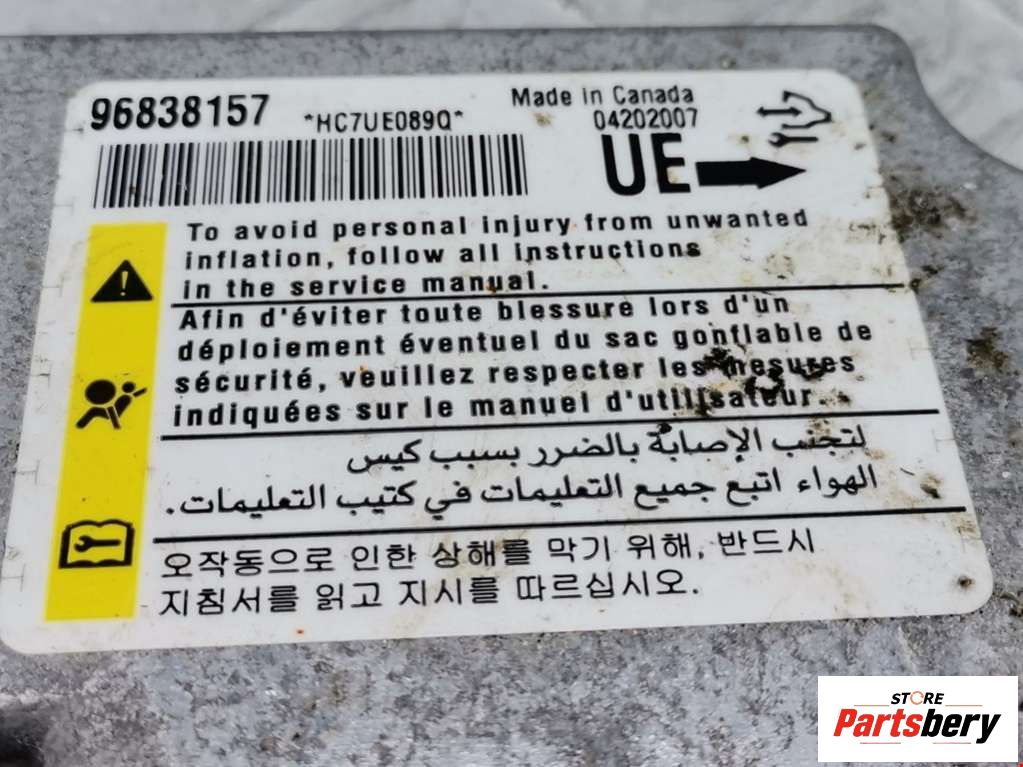 96838157 *HC7UE089Q* Made in Canada
04202007
UE
To avoid personal injury from unwanted
inflation, follow all instructions
in the service manual.
Afin d'éviter toute blessure lors d'un
déploiement éventuel du sac gonflable de
sécurité, veuillez respecter les mesures
indiquées sur le manuel d'utilisateur.
لتجنب الإصابة بالضرر بسبب كيس
الهواء اتبع جميع التعليمات في كتيب التعليمات.
오작동으로 인한 상해를 막기 위해, 반드시
지침서를 읽고 지시를 따르십시오.
STORE
Partsbery